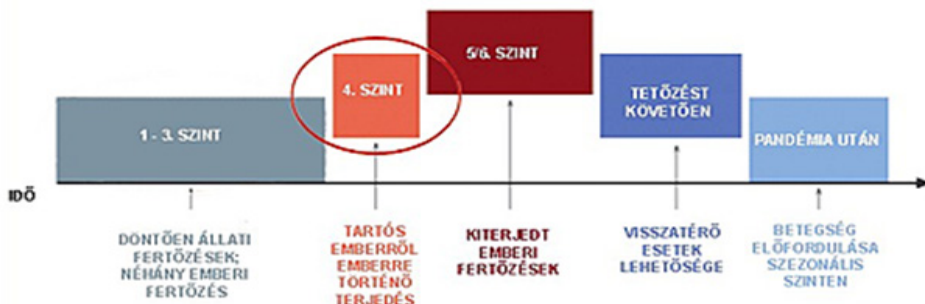 1 - 3. SZINT
4. SZINT
5/6. SZINT
TETŐZÉST
KÖVETŐEN
PANDÉMIA UTÁN
IDŐ
DÖNTŐEN ÁLLATI
FERTŐZÉSEK;
NÉHÁNY EMBERI
FERTŐZÉS
TARTÓS
EMBERRŐL
EMBERRE
TÖRTÉNŐ
TERJEDÉS
KITERJEDT
EMBERI
FERTŐZÉSEK
VISSZATÉRŐ
ESETEK
LEHETŐSÉGE
BETEGSÉG
ELŐFORDULÁSA
SZEZONÁLIS
SZINTEN